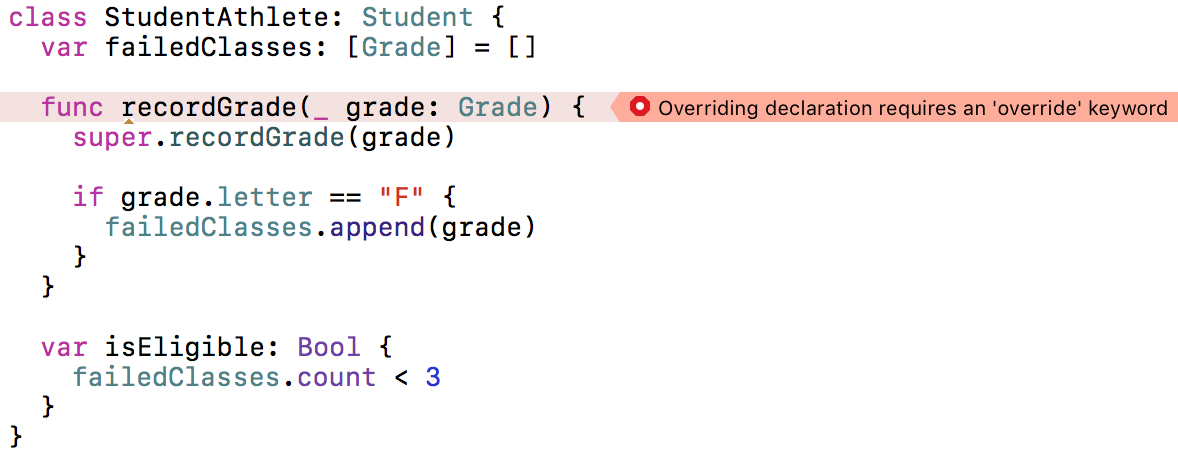 class StudentAthlete: Student {
  var failedClasses: [Grade] = []

  func recordGrade(_ grade: Grade) { Overriding declaration requires an 'override' keyword
    super.recordGrade(grade)

    if grade.letter == "F" {
      failedClasses.append(grade)
    }
  }

  var isEligible: Bool {
    failedClasses.count < 3
  }
}